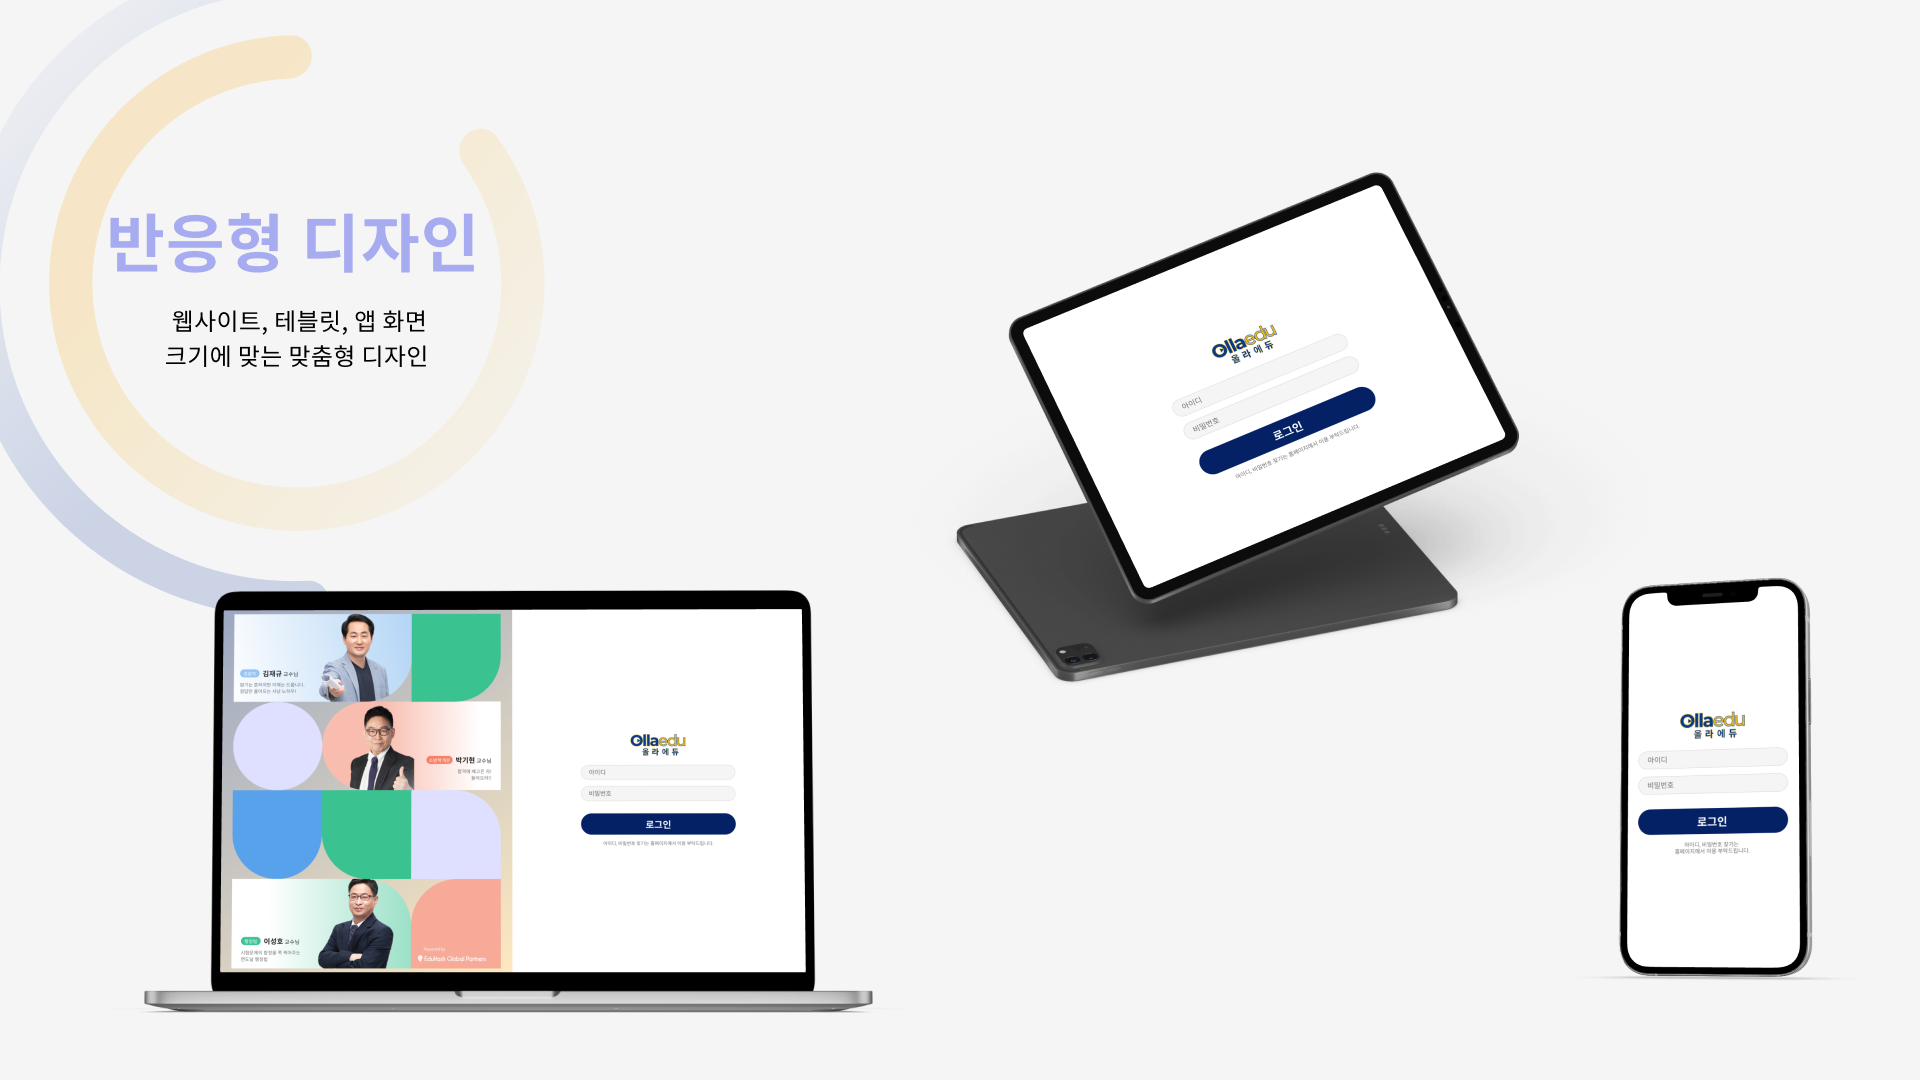 반응형 디자인
웹사이트, 테블릿, 앱 화면
크기에 맞는 맞춤형 디자인
Ollaedu
올라에듀
아이디
비밀번호
로그인
아이디, 비밀번호 찾기는 홈페이지에서 이용 부탁드립니다.
김재규 교수님
박기현 교수님
이성호 교수님
Powered by
EduHash Global Partners
Ollaedu
올라에듀
아이디
비밀번호
로그인
아이디, 비밀번호 찾기는 홈페이지에서 이용 부탁드립니다.
Ollaedu
올라에듀
아이디
비밀번호
로그인
아이디, 비밀번호 찾기는
홈페이지에서 이용 부탁드립니다.